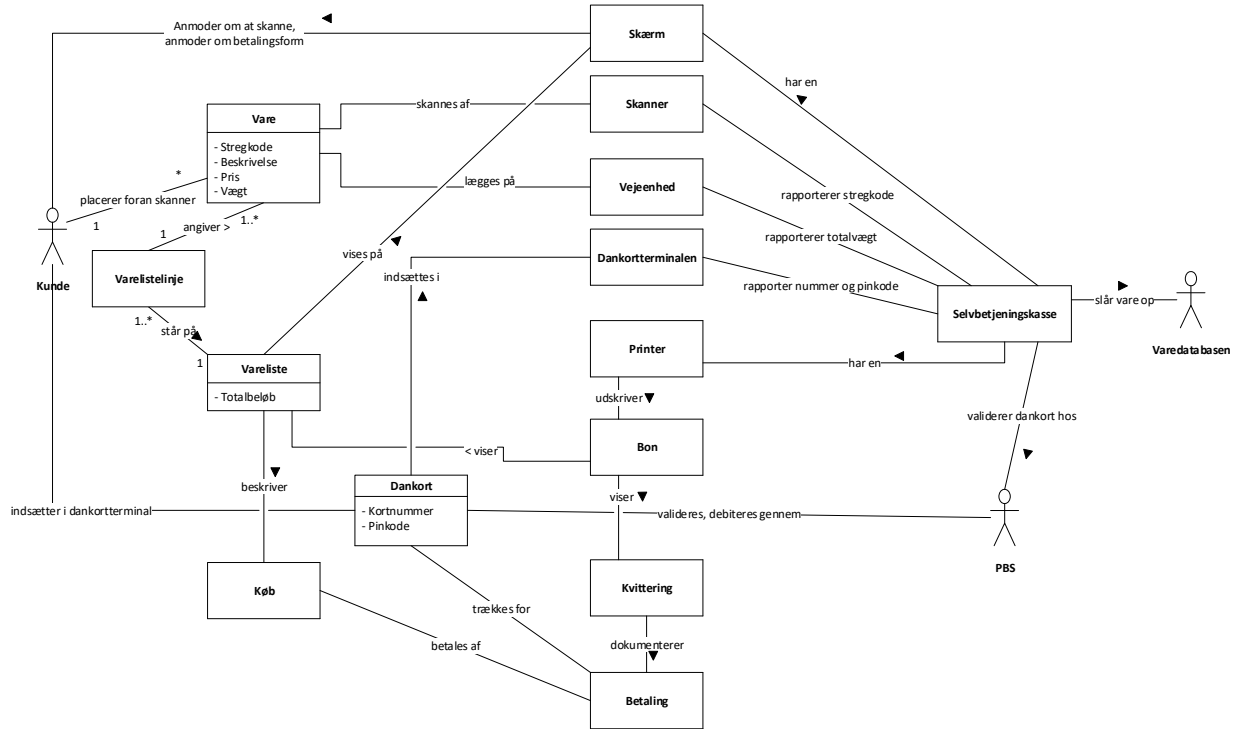 Anmoder om at skanne,
anmoder om betalingsform
Skærm
har en
Skanner
skannes af
Vare
- Stregkode
- Beskrivelse
- Pris
- Vægt
*
placerer foran skanner
1
lægges på
Vejeenhed
rapporterer stregkode
1..*
angiver >
1
Kunde
Varelistelinje
rapporterer totalvægt
vises på
Dankortterminalen
indsættes i
rapporter nummer og pinkode
Selvbetjeningskasse
slår vare op
Varedatabasen
1..*
står på
1
Vareliste
- Totalbeløb
Printer
har en
udskriver
validerer dankort hos
Bon
< viser
beskriver
Dankort
- Kortnummer
- Pinkode
viser
indsætter i dankortterminal
valideres, debiteres gennem
PBS
Køb
Kvittering
trækkes for
betales af
dokumenterer
Betaling